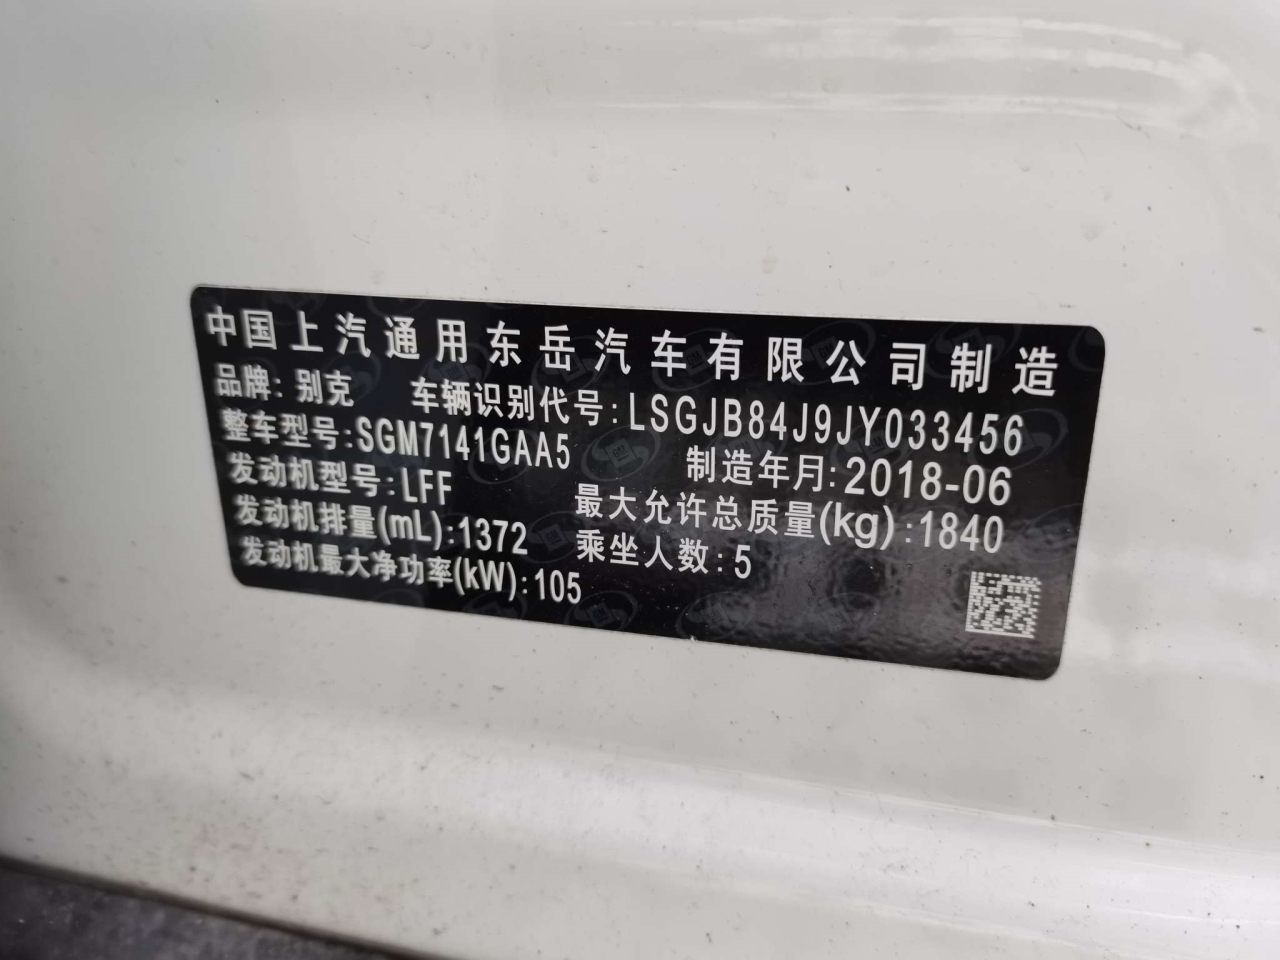 中国上汽通用东岳汽车有限公司制造
品牌: 别克 车辆识别代号: LSGJB84J9JY033456
整车型号: SGM7141GAA5 制造年月: 2018-06
发动机型号: LFF 最大允许总质量(kg): 1840
发动机排量(mL): 1372 乘坐人数: 5
发动机最大净功率(kW): 105